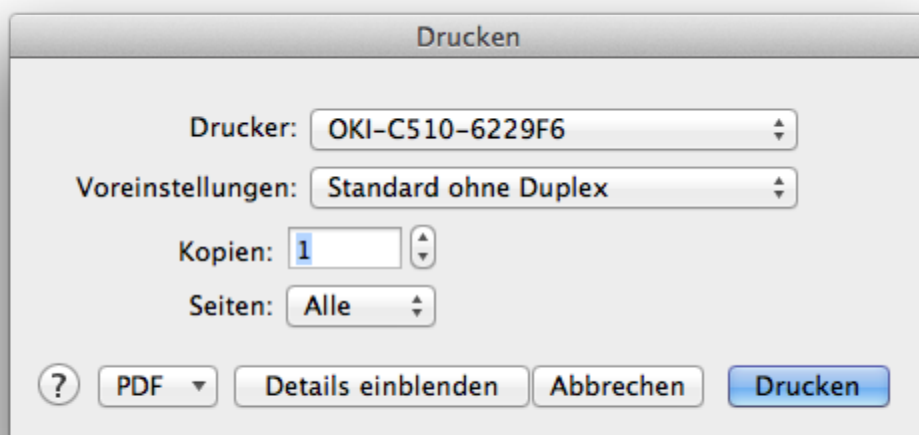 Drucken
Drucker: OKI-C510-6229F6
Voreinstellungen: Standard ohne Duplex
Kopien: 1
Seiten: Alle
? PDF Details einblenden Abbrechen Drucken